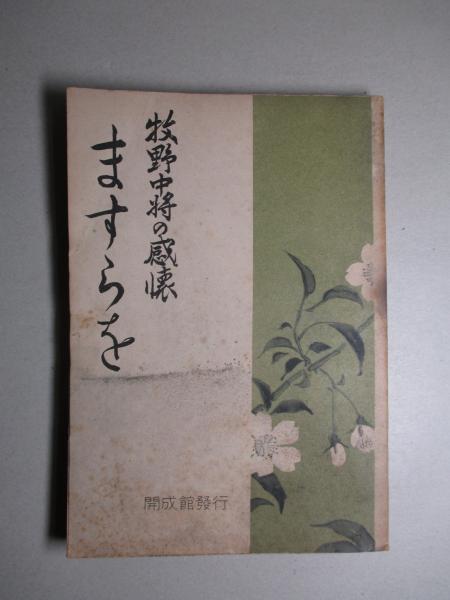 牧野中将の感懐
ますらを
開成館發行